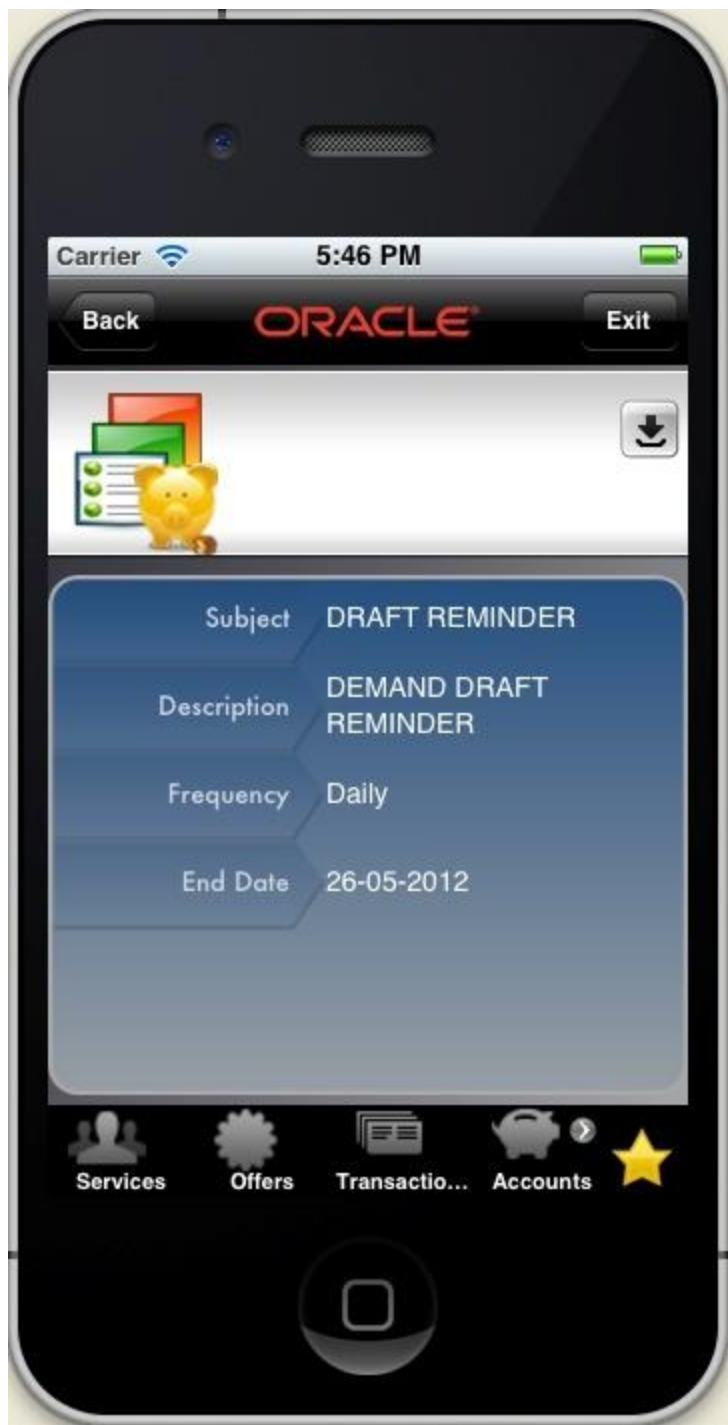 Carrier 5:46 PM
Back ORACLE® Exit
Subject DRAFT REMINDER
Description DEMAND DRAFT
REMINDER
Frequency Daily
End Date 26-05-2012
Services Offers Transactio... Accounts